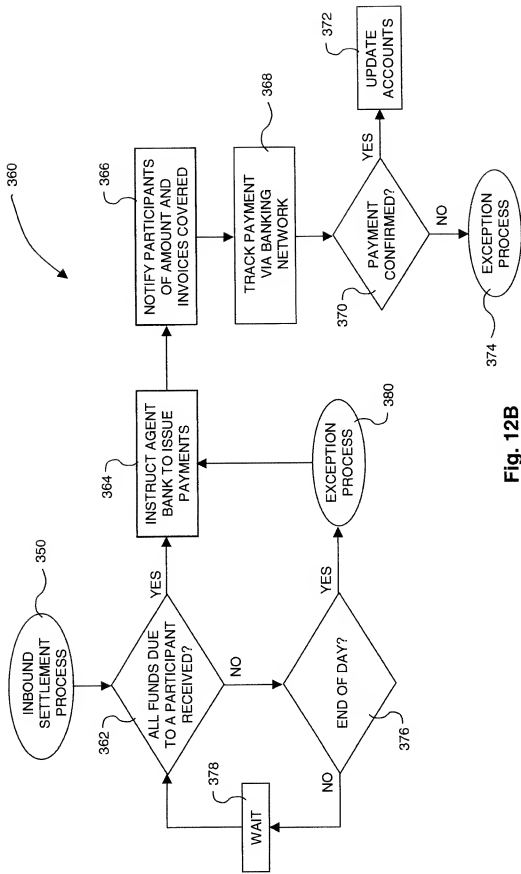 360
350
INBOUND
SETTLEMENT
PROCESS
362
ALL FUNDS DUE
TO A PARTICIPANT
RECEIVED?
YES
NO
364
INSTRUCT AGENT
BANK TO ISSUE
PAYMENTS
366
NOTIFY PARTICIPANTS
OF AMOUNT AND
INVOICES COVERED
368
TRACK PAYMENT
VIA BANKING
NETWORK
370
PAYMENT
CONFIRMED?
YES
NO
372
UPDATE
ACCOUNTS
374
EXCEPTION
PROCESS
376
END OF DAY?
YES
NO
378
WAIT
380
EXCEPTION
PROCESS
Fig. 12B